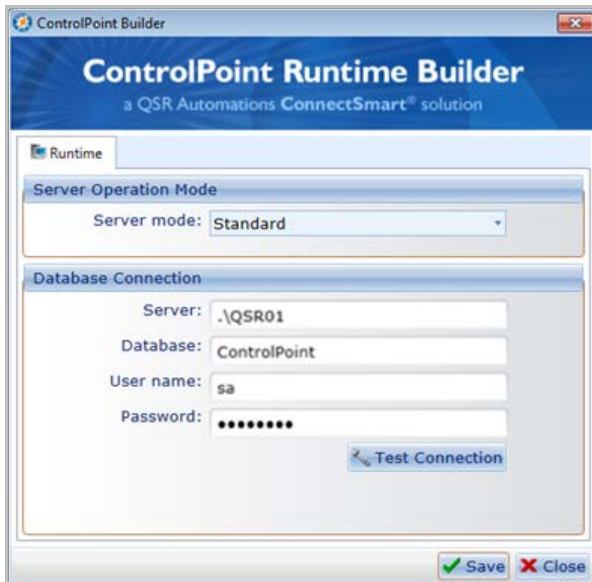 ControlPoint Builder
ControlPoint Runtime Builder
a QSR Automations ConnectSmart® solution
Runtime
Server Operation Mode
Server mode: Standard
Database Connection
Server: .\QSR01
Database: ControlPoint
User name: sa
Password: ••••••••
Test Connection
Save Close